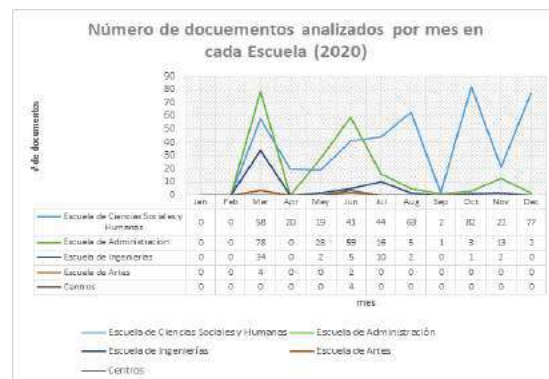 Número de docuementos analizados por mes en
cada Escuela (2020)
# de documentos
90
80
70
60
50
40
30
20
10
0
Jan Feb Mar Apr May Jun Jul Aug Sep Oct Nov Dec
Escuela de Ciencias Sociales y
Humanas 0 0 58 20 19 41 44 63 2 82 21 77
Escuela de Administración 0 0 78 0 28 59 16 5 1 3 13 2
Escuela de Ingenierías 0 0 34 0 2 5 10 2 0 1 2 0
Escuela de Artes 0 0 4 0 0 2 0 0 0 0 0 0
Centros 0 0 0 0 0 4 0 0 0 0 0 0
mes
Escuela de Ciencias Sociales y Humanas Escuela de Administración
Escuela de Ingenierías Escuela de Artes
Centros